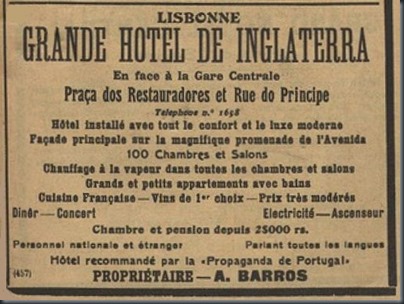 LISBONNE
GRANDE HOTEL DE INGLATERRA
En face à la Gare Centrale
Praça dos Restauradores et Rue do Principe
Telephone n.º 1658
Hôtel installé avec tout le confort et le luxe moderne
Façade principale sur la magnifique promenade de l'Avenida
100 Chambres et Salons
Chauffage à la vapeur dans toutes les chambres et salons
Grands et petits appartements avec bains
Cuisine Française — Vins de 1er choix — Prix très modérés
Dinêr — Concert Electricité — Ascenseur
Chambre et pension depuis 2$000 rs.
Personnel nationale et étranger Parlant toutes les langues
Hôtel recommandé par la «Propaganda de Portugal»
(457) PROPRIÉTAIRE — A. BARROS